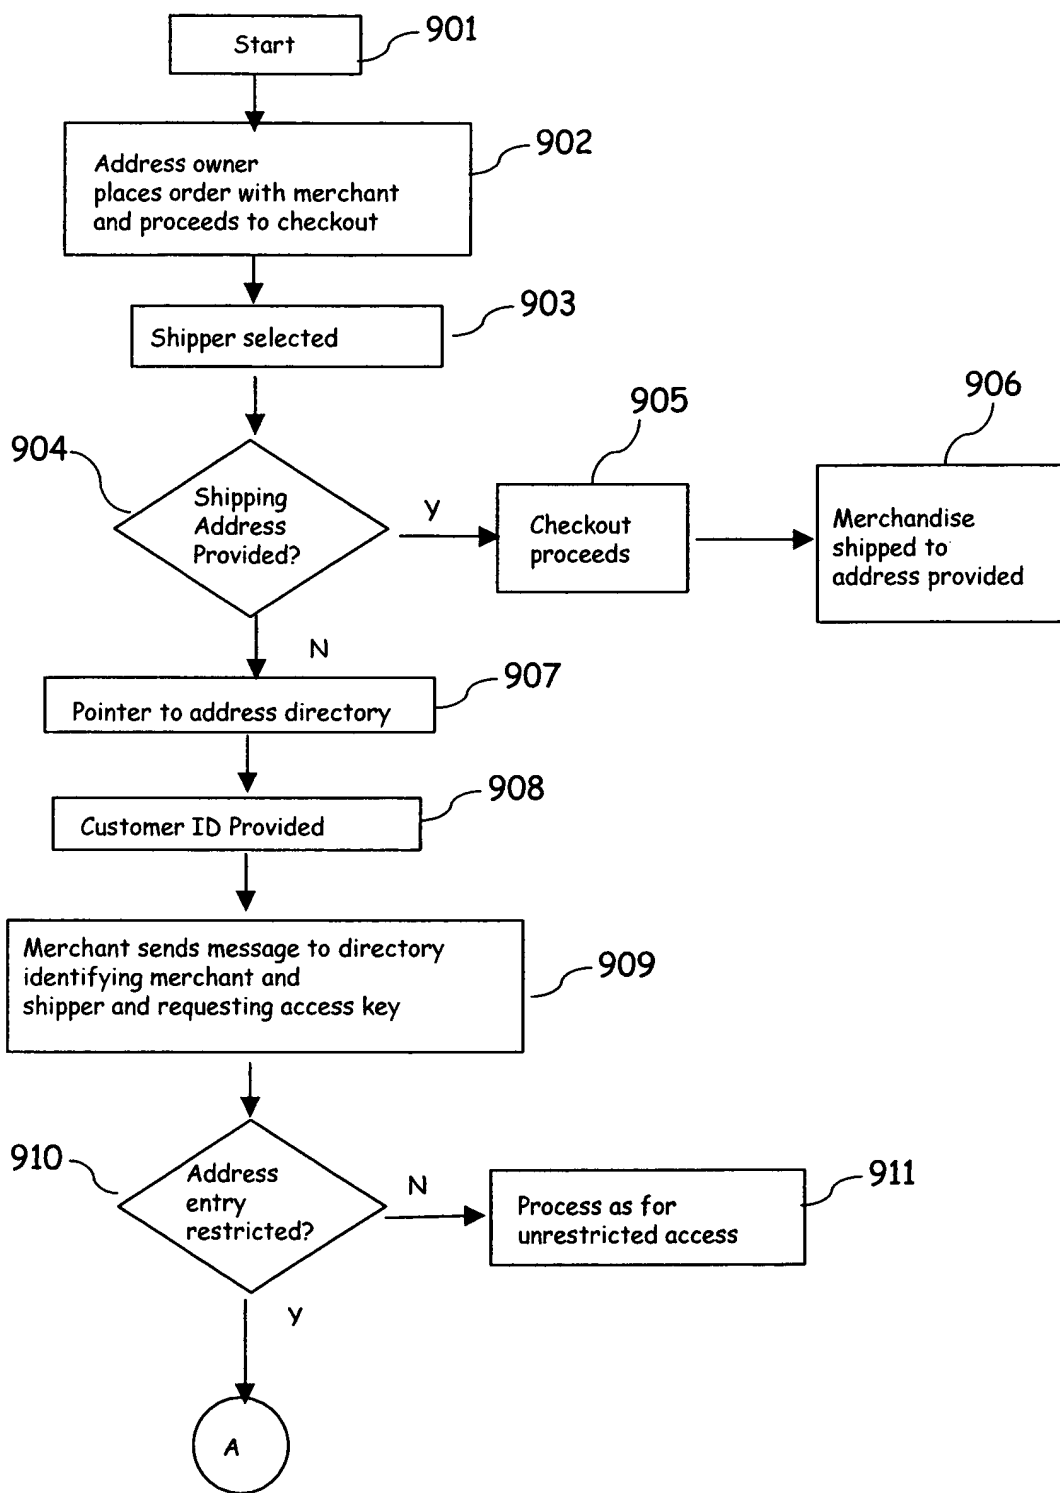 Start
901
Address owner
places order with merchant
and proceeds to checkout
902
Shipper selected
903
904
Shipping
Address
Provided?
Y
905
Checkout
proceeds
906
Merchandise
shipped to
address provided
N
907
Pointer to address directory
908
Customer ID Provided
Merchant sends message to directory
identifying merchant and
shipper and requesting access key
909
910
Address
entry
restricted?
N
911
Process as for
unrestricted access
Y
A